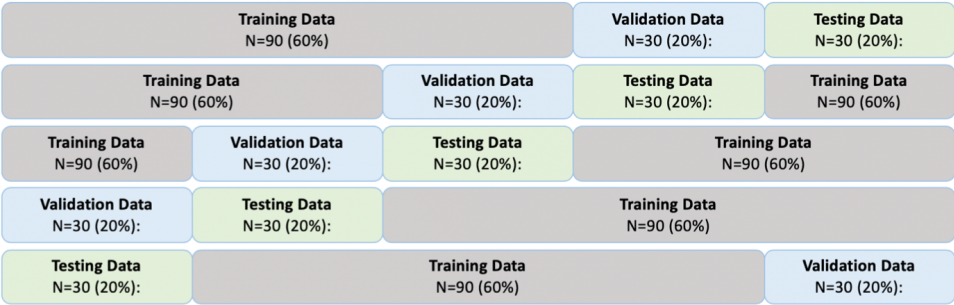 Training Data
N=90 (60%)
Validation Data
N=30 (20%):
Testing Data
N=30 (20%):
Training Data
N=90 (60%)
Validation Data
N=30 (20%):
Testing Data
N=30 (20%):
Training Data
N=90 (60%)
Training Data
N=90 (60%)
Validation Data
N=30 (20%):
Testing Data
N=30 (20%):
Training Data
N=90 (60%)
Validation Data
N=30 (20%):
Testing Data
N=30 (20%):
Training Data
N=90 (60%)
Testing Data
N=30 (20%):
Training Data
N=90 (60%)
Validation Data
N=30 (20%):